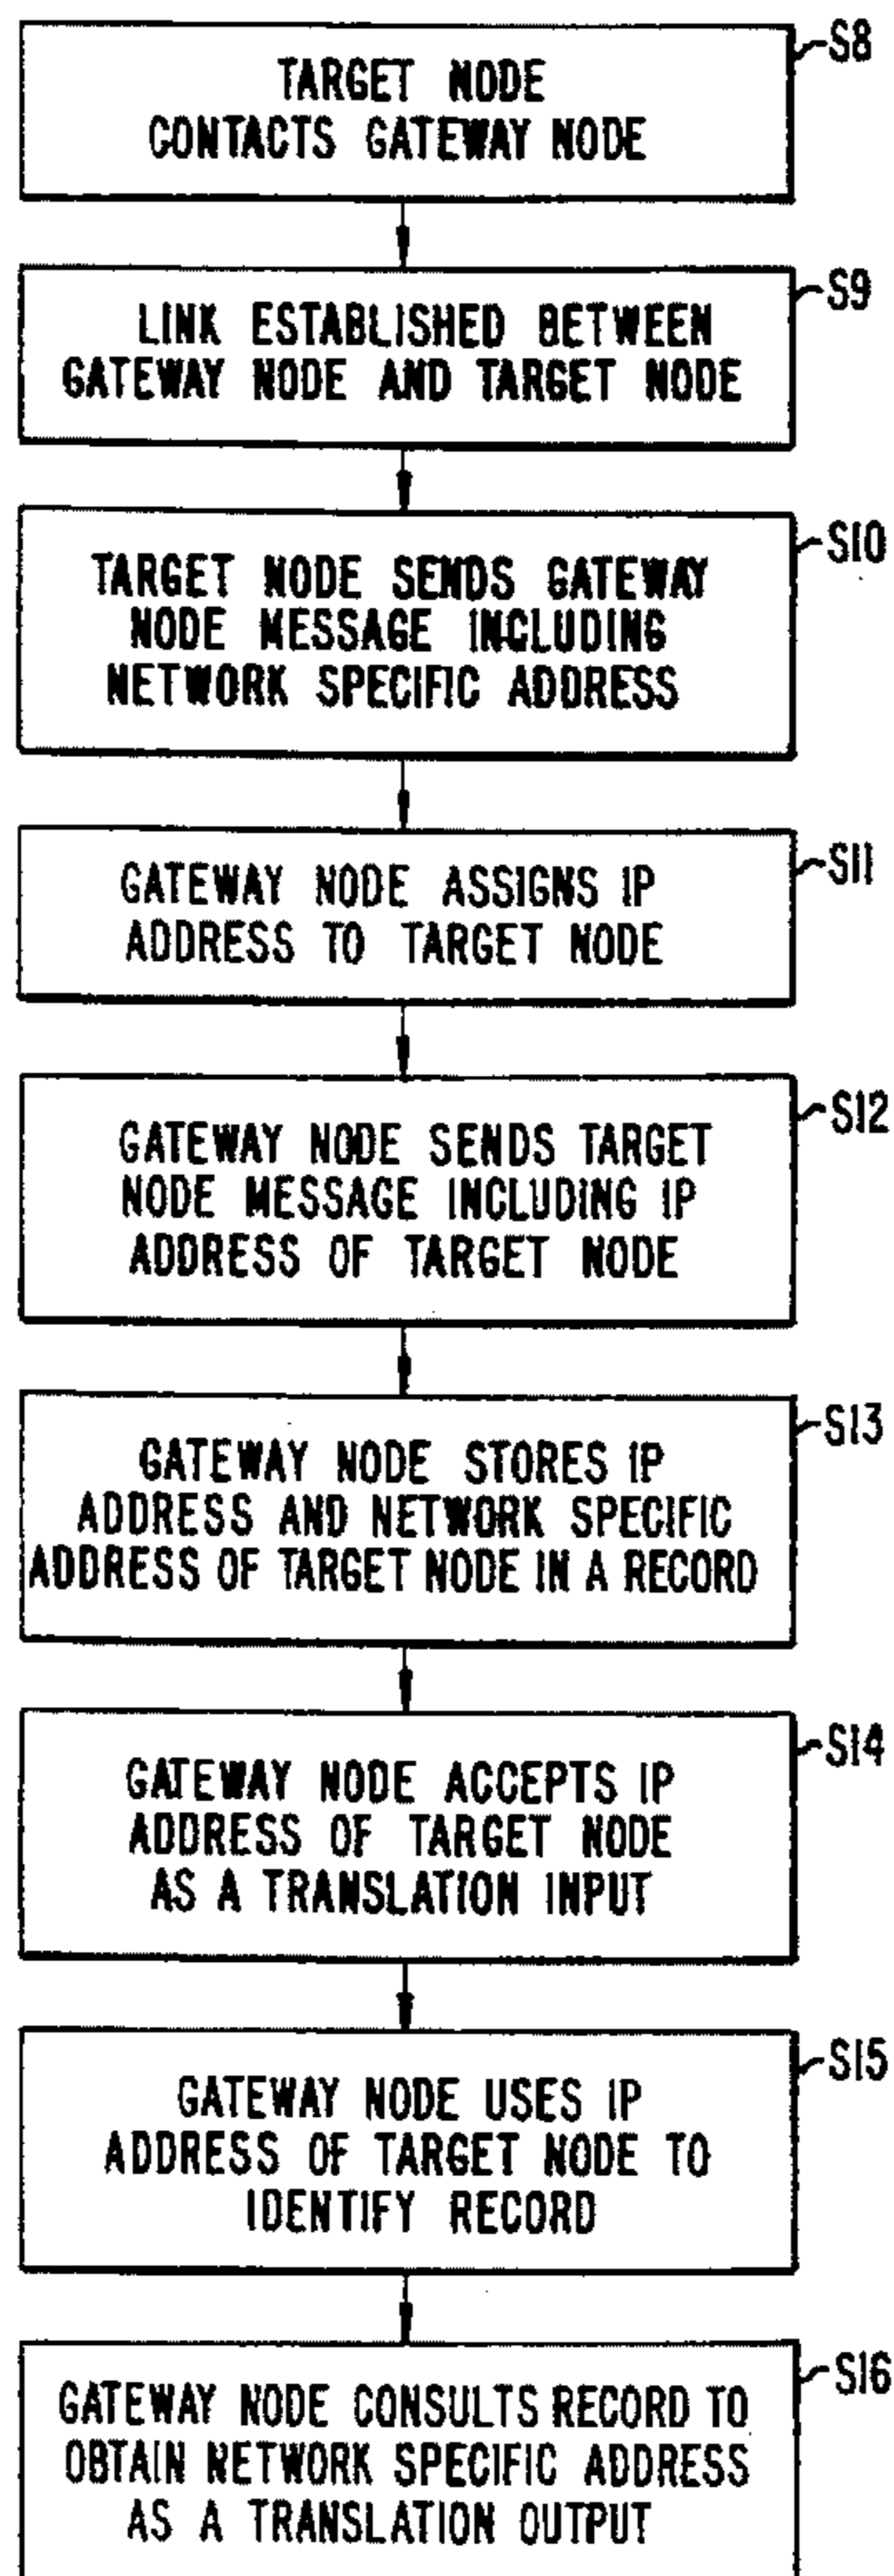 S8
TARGET NODE
CONTACTS GATEWAY NODE
S9
LINK ESTABLISHED BETWEEN
GATEWAY NODE AND TARGET NODE
S10
TARGET NODE SENDS GATEWAY
NODE MESSAGE INCLUDING
NETWORK SPECIFIC ADDRESS
S11
GATEWAY NODE ASSIGNS IP
ADDRESS TO TARGET NODE
S12
GATEWAY NODE SENDS TARGET
NODE MESSAGE INCLUDING IP
ADDRESS OF TARGET NODE
S13
GATEWAY NODE STORES IP
ADDRESS AND NETWORK SPECIFIC
ADDRESS OF TARGET NODE IN A RECORD
S14
GATEWAY NODE ACCEPTS IP
ADDRESS OF TARGET NODE
AS A TRANSLATION INPUT
S15
GATEWAY NODE USES IP
ADDRESS OF TARGET NODE TO
IDENTIFY RECORD
S16
GATEWAY NODE CONSULTS RECORD TO
OBTAIN NETWORK SPECIFIC ADDRESS
AS A TRANSLATION OUTPUT